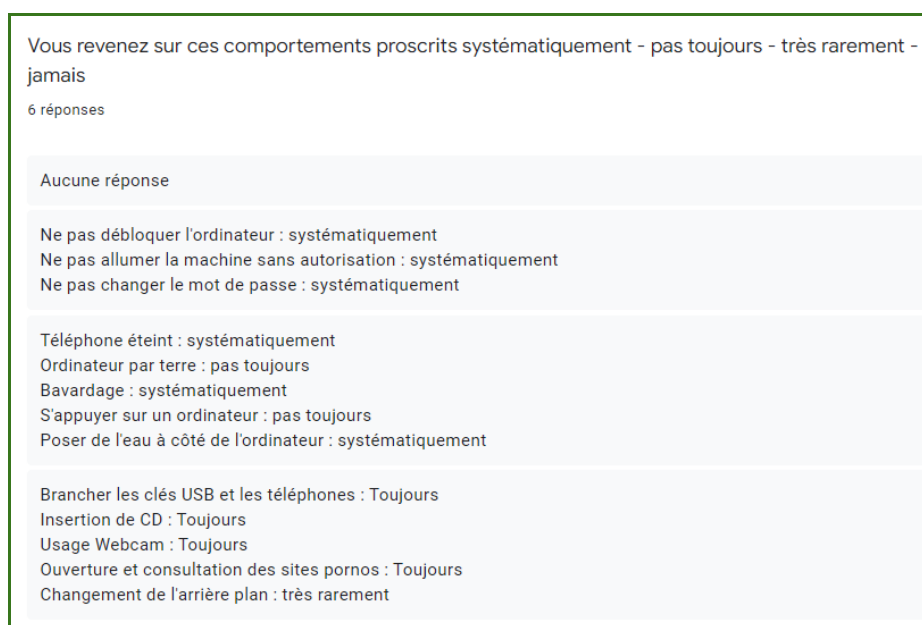 Vous revenez sur ces comportements proscrits systématiquement - pas toujours - très rarement -
jamais
6 réponses
Aucune réponse
Ne pas débloquer l'ordinateur : systématiquement
Ne pas allumer la machine sans autorisation : systématiquement
Ne pas changer le mot de passe : systématiquement
Téléphone éteint : systématiquement
Ordinateur par terre : pas toujours
Bavardage : systématiquement
S'appuyer sur un ordinateur : pas toujours
Poser de l'eau à côté de l'ordinateur : systématiquement
Brancher les clés USB et les téléphones : Toujours
Insertion de CD : Toujours
Usage Webcam : Toujours
Ouverture et consultation des sites pornos : Toujours
Changement de l'arrière plan : très rarement